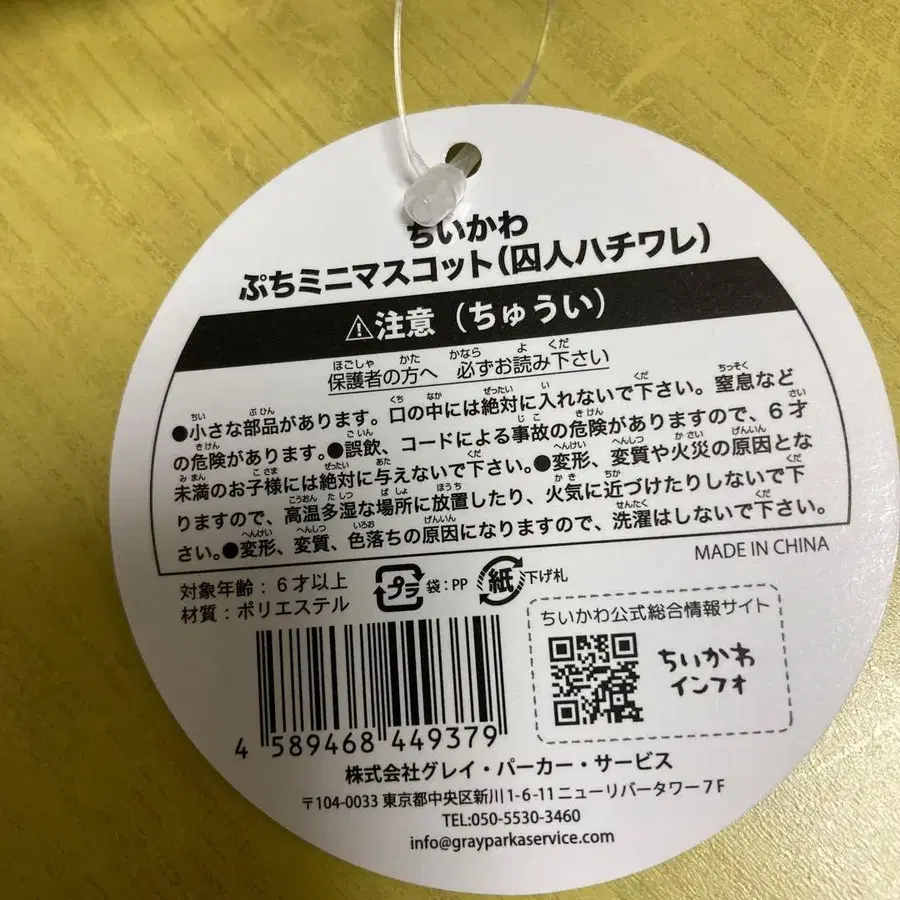 ちいかわ
ぷちミニマスコット(囚人ハチワレ)
⚠注意(ちゅうい)
保護者の方へ 必ずお読み下さい
●小さな部品があります。口の中には絶対に入れないで下さい。窒息など
の危険があります。●誤飲、コードによる事故の危険がありますので、6才
未満のお子様には絶対に与えないで下さい。●変形、変質や火災の原因とな
りますので、高温多湿な場所に放置したり、火気に近づけたりしないで下
さい。●変形、変質、色落ちの原因になりますので、洗濯はしないで下さい。
MADE IN CHINA
対象年齢:6才以上
材質:ポリエステル
プラ 袋:PP 紙 下げ札
ちいかわ公式総合情報サイト
ちいかわ
インフォ
4 589468 449379
株式会社グレイ・パーカー・サービス
〒104-0033 東京都中央区新川1-6-11 ニューリバータワー7F
TEL:050-5530-3460
info@grayparkaservice.com